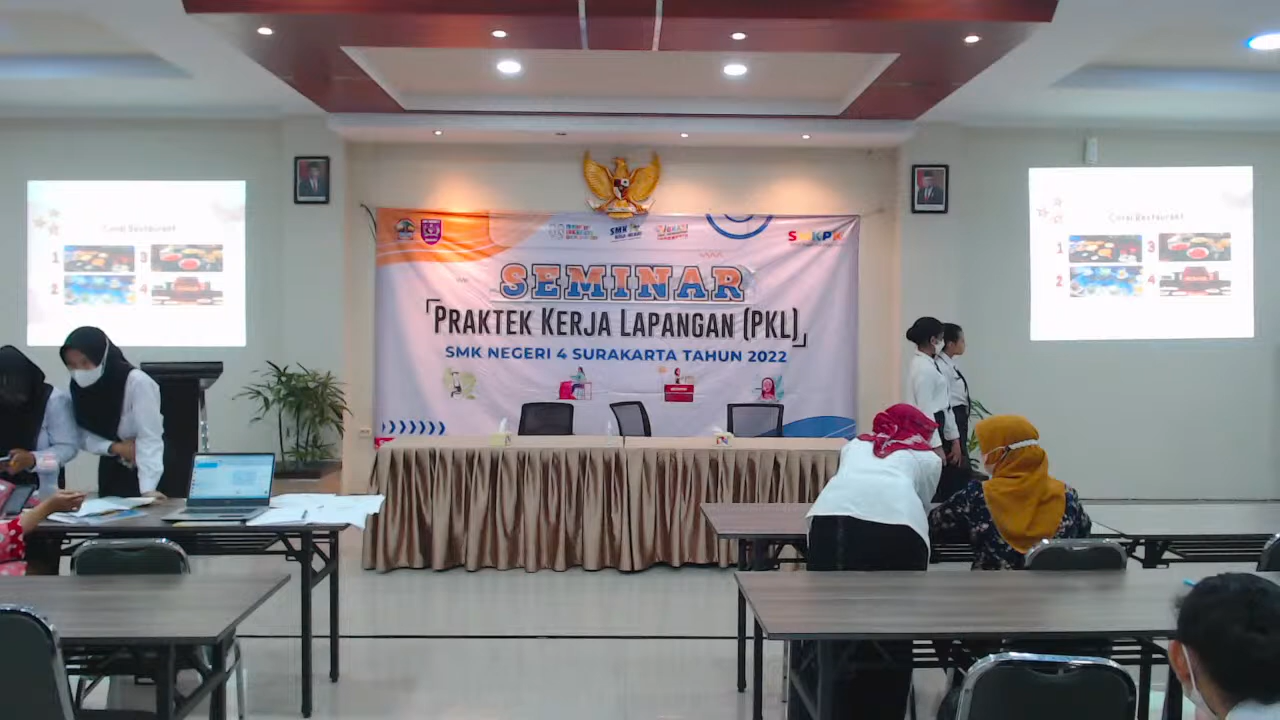 SEMINAR
PRAKTEK KERJA LAPANGAN (PKL)
SMK NEGERI 4 SURAKARTA TAHUN 2022
Coral Restaurant
1
3
2
4
Coral Restaurant
1
3
2
4